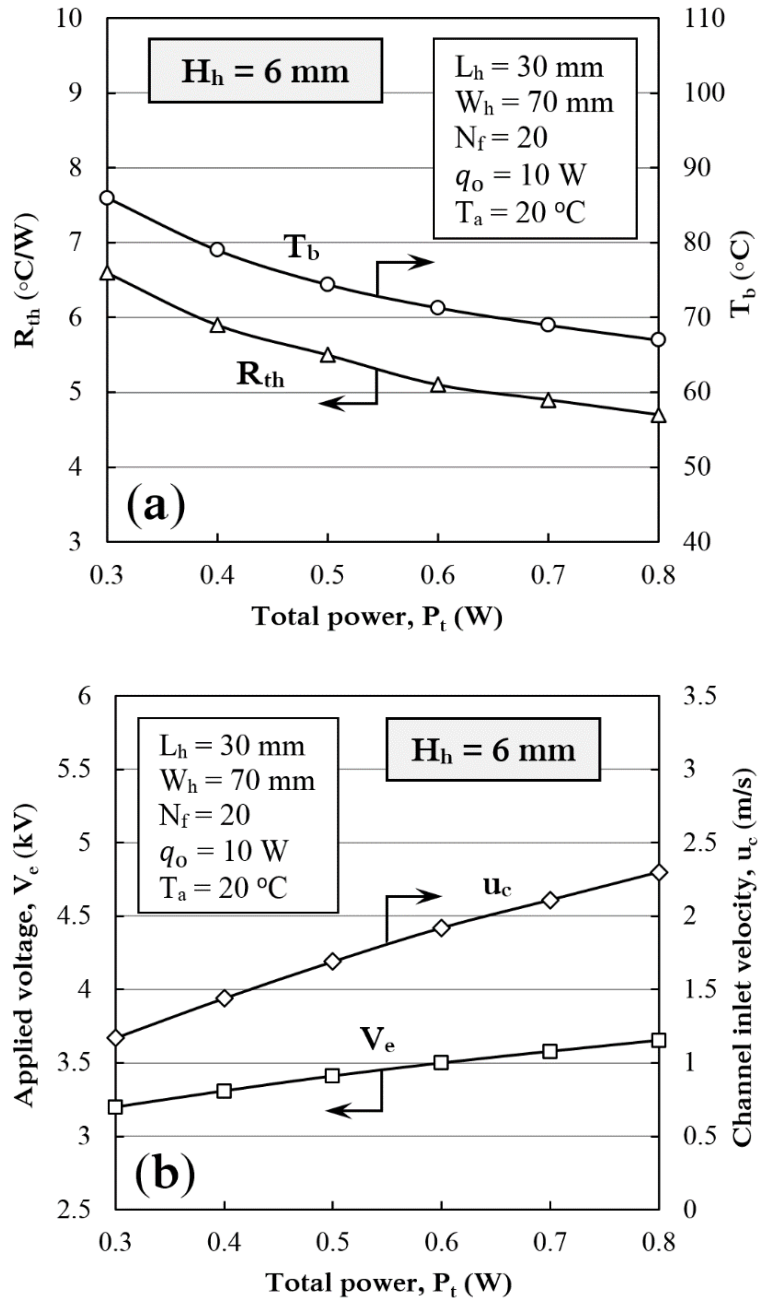 10
9
8
7
6
5
4
3
R_th (°C/W)
H_h = 6 mm
L_h = 30 mm
W_h = 70 mm
N_f = 20
q_o = 10 W
T_a = 20 °C
T_b
R_th
(a)
110
100
90
80
70
60
50
40
T_b (°C)
0.3 0.4 0.5 0.6 0.7 0.8
Total power, P_t (W)
6
5.5
5
4.5
4
3.5
3
2.5
Applied voltage, V_e (kV)
L_h = 30 mm
W_h = 70 mm
N_f = 20
q_o = 10 W
T_a = 20 °C
H_h = 6 mm
u_c
V_e
(b)
3.5
3
2.5
2
1.5
1
0.5
0
Channel inlet velocity, u_c (m/s)
0.3 0.4 0.5 0.6 0.7 0.8
Total power, P_t (W)